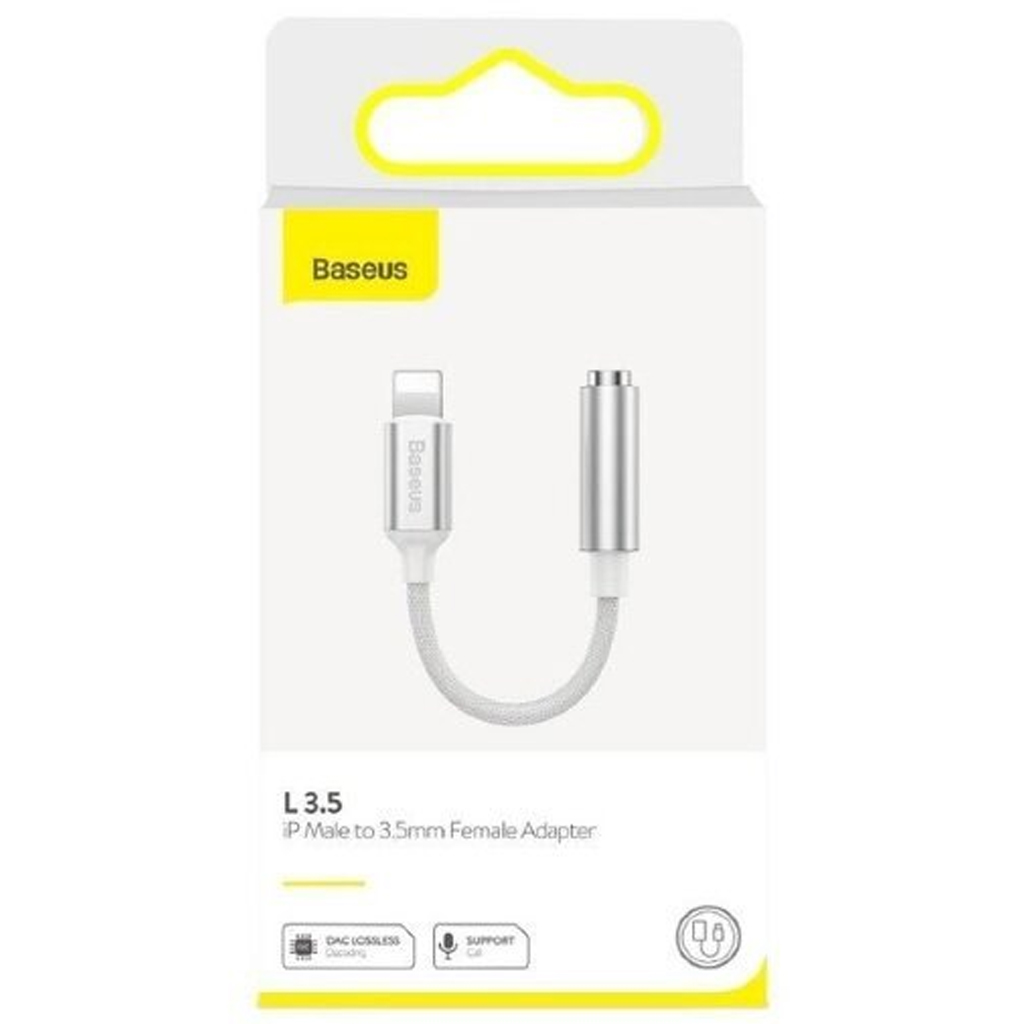 Baseus
Baseus
L 3.5
iP Male to 3.5mm Female Adapter
DAC LOSSLESS
Decoding
SUPPORT
Call